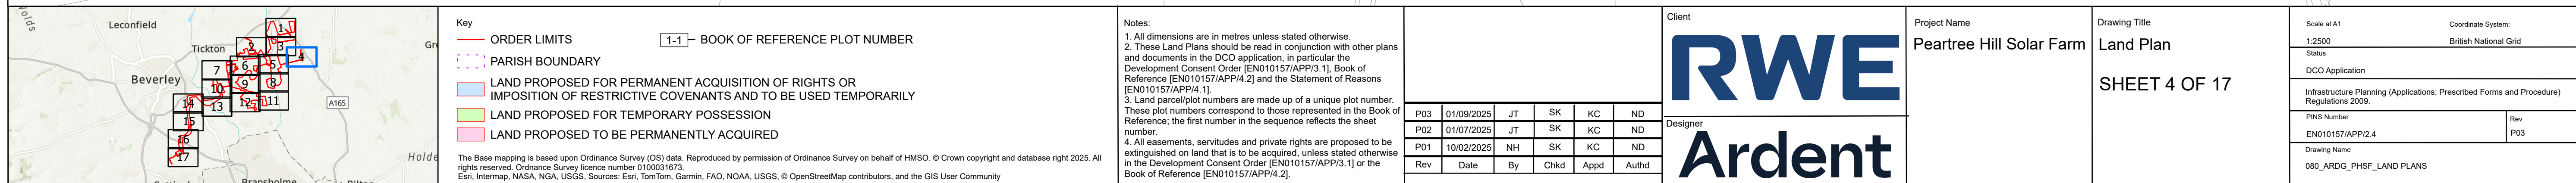 Leconfield
Tickton
Beverley
A165
Holde
1
2
3
4
5
6
7
8
9
10
11
12
13
14
15
16
17
Key
ORDER LIMITS
1-1 BOOK OF REFERENCE PLOT NUMBER
PARISH BOUNDARY
LAND PROPOSED FOR PERMANENT ACQUISITION OF RIGHTS OR
IMPOSITION OF RESTRICTIVE COVENANTS AND TO BE USED TEMPORARILY
LAND PROPOSED FOR TEMPORARY POSSESSION
LAND PROPOSED TO BE PERMANENTLY ACQUIRED
The Base mapping is based upon Ordinance Survey (OS) data. Reproduced by permission of Ordinance Survey on behalf of HMSO. © Crown copyright and database right 2025. All
rights reserved. Ordnance Survey licence number 0100031673.
Esri, Intermap, NASA, NGA, USGS, Sources: Esri, TomTom, Garmin, FAO, NOAA, USGS, © OpenStreetMap contributors, and the GIS User Community
Notes:
1. All dimensions are in metres unless stated otherwise.
2. These Land Plans should be read in conjunction with other plans
and documents in the DCO application, in particular the
Development Consent Order [EN010157/APP/3.1], Book of
Reference [EN010157/APP/4.2] and the Statement of Reasons
[EN010157/APP/4.1].
3. Land parcel/plot numbers are made up of a unique plot number.
These plot numbers correspond to those represented in the Book of
Reference; the first number in the sequence reflects the sheet
number.
4. All easements, servitudes and private rights are proposed to be
extinguished on land that is to be acquired, unless stated otherwise
in the Development Consent Order [EN010157/APP/3.1] or the
Book of Reference [EN010157/APP/4.2].
P03 01/09/2025 JT SK KC ND
P02 01/07/2025 JT SK KC ND
P01 10/02/2025 NH SK KC ND
Rev Date By Chkd Appd Authd
Client
RWE
Designer
Ardent
Project Name
Peartree Hill Solar Farm
Drawing Title
Land Plan
SHEET 4 OF 17
Scale at A1 Coordinate System:
1:2500 British National Grid
Status
DCO Application
Infrastructure Planning (Applications: Prescribed Forms and Procedure)
Regulations 2009.
PINS Number Rev
EN010157/APP/2.4 P03
Drawing Name
080_ARDG_PHSF_LAND PLANS